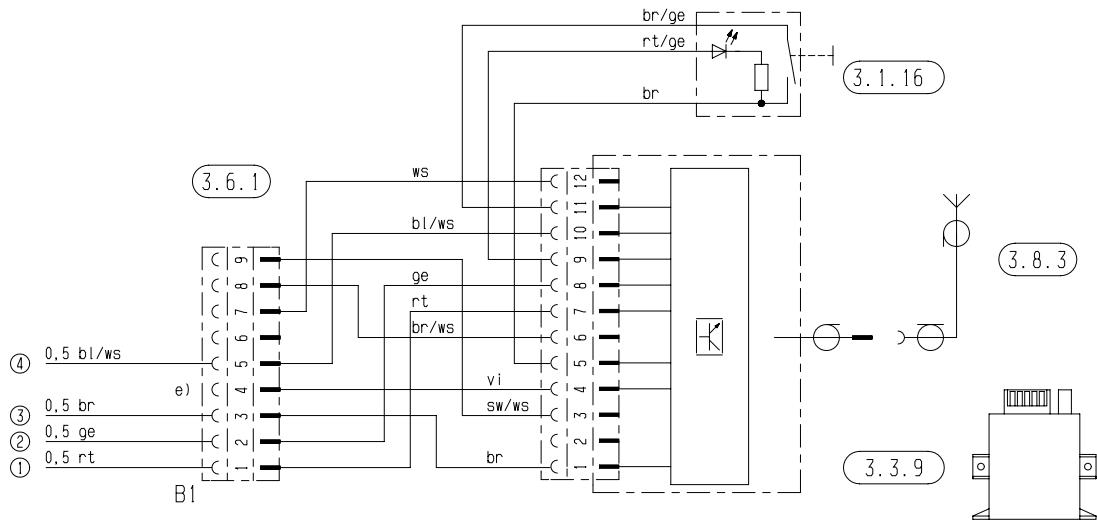 br/ge
rt/ge
3.1.16
br
3.6.1
ws
12
11
bl/ws
10
9
9
3.8.3
8
ge
8
7
rt
7
6
br/ws
6
④ 0,5 bl/ws
5
5
e)
4
vi
4
③ 0,5 br
3
sw/ws
3
② 0,5 ge
2
2
① 0,5 rt
1
br
1
3.3.9
B1